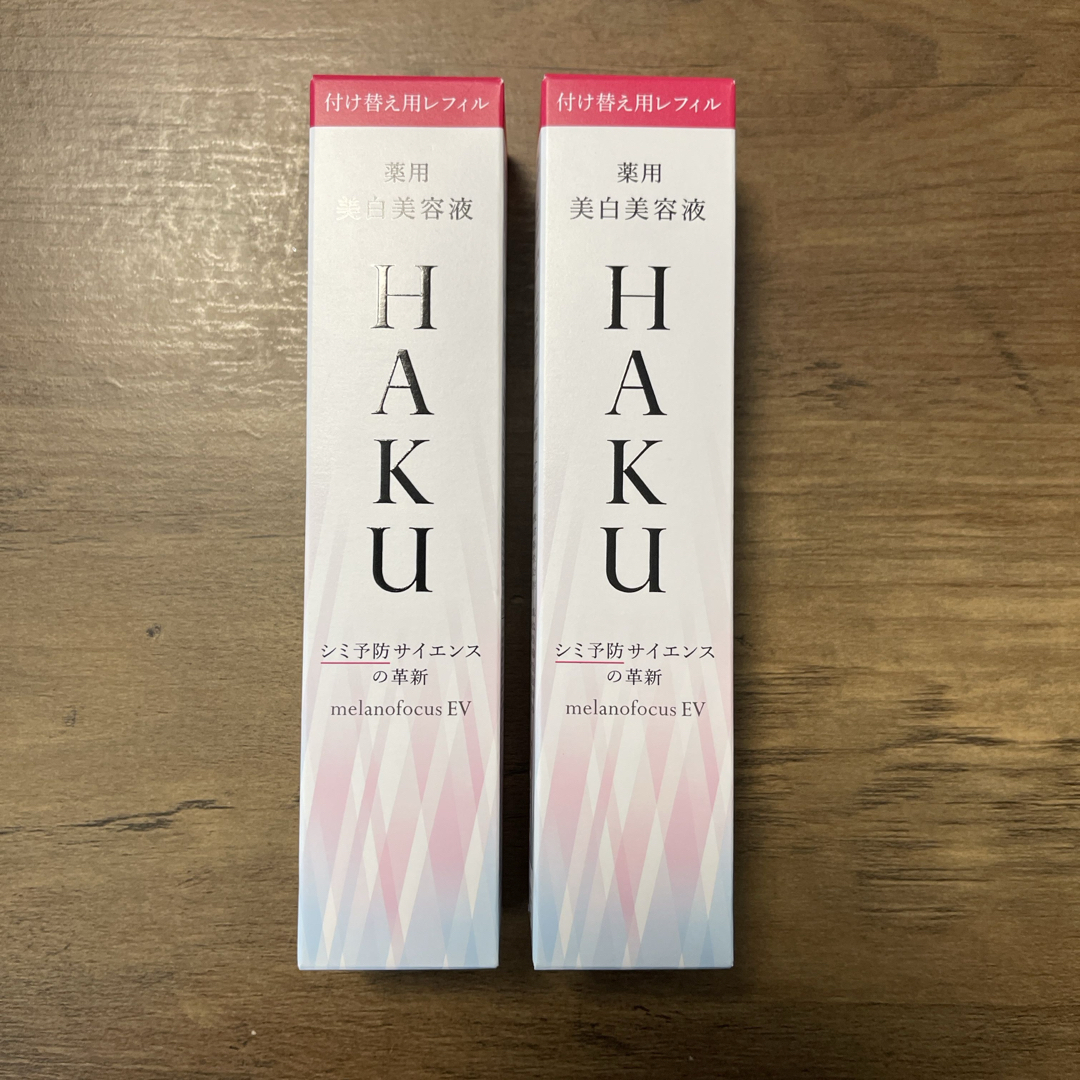 付け替え用レフィル
薬用
美白美容液
HAKU
シミ予防サイエンス
の革新
melanofocus EV
付け替え用レフィル
薬用
美白美容液
HAKU
シミ予防サイエンス
の革新
melanofocus EV